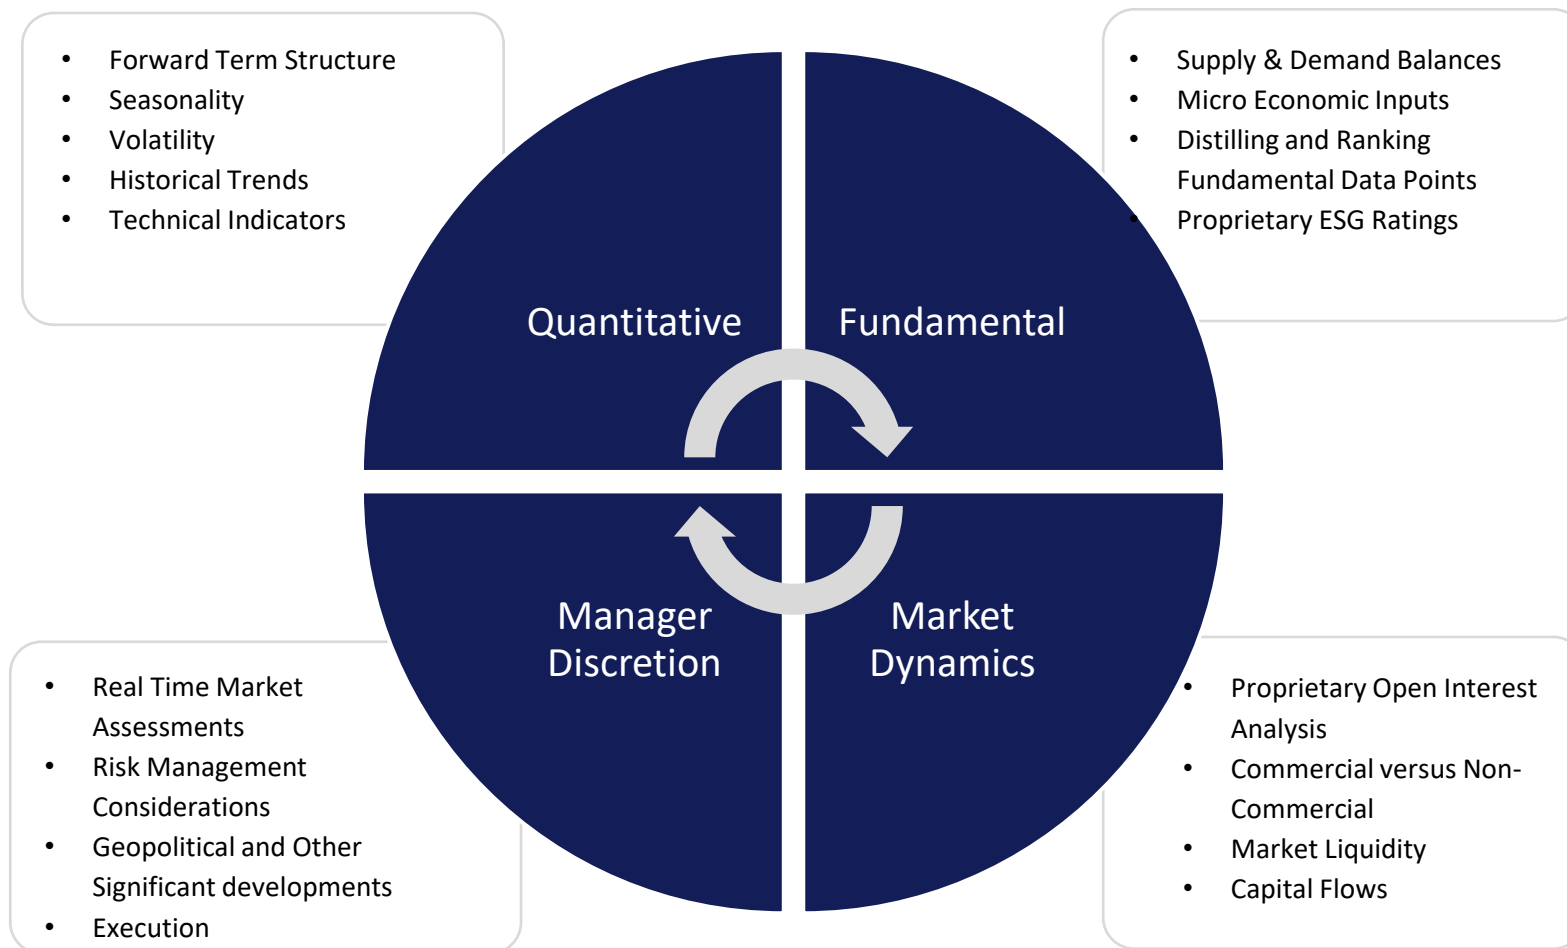 • Forward Term Structure
• Seasonality
• Volatility
• Historical Trends
• Technical Indicators
• Supply & Demand Balances
• Micro Economic Inputs
• Distilling and Ranking
Fundamental Data Points
• Proprietary ESG Ratings
Quantitative
Fundamental
Manager
Discretion
Market
Dynamics
• Real Time Market
Assessments
• Risk Management
Considerations
• Geopolitical and Other
Significant developments
• Execution
• Proprietary Open Interest
Analysis
• Commercial versus Non-
Commercial
• Market Liquidity
• Capital Flows